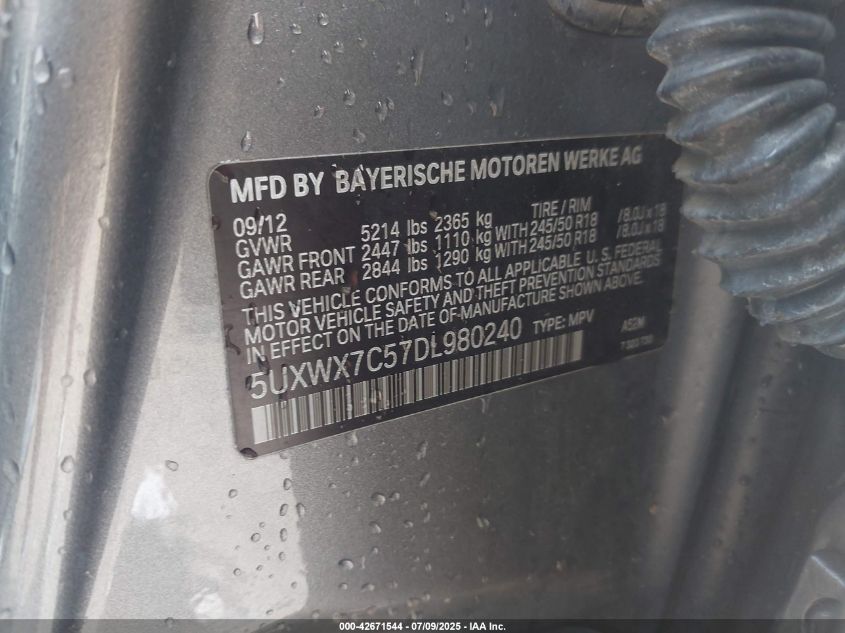 MFD BY BAYERISCHE MOTOREN WERKE AG
09/12 TIRE / RIM
GVWR 5214 lbs 2365 kg
GAWR FRONT 2447 lbs 1110 kg WITH 245/50 R18 /8.0J x 18
GAWR REAR 2844 lbs 1290 kg WITH 245/50 R18 /8.0J x 18
THIS VEHICLE CONFORMS TO ALL APPLICABLE U. S. FEDERAL
MOTOR VEHICLE SAFETY AND THEFT PREVENTION STANDARDS
IN EFFECT ON THE DATE OF MANUFACTURE SHOWN ABOVE.
5UXWX7C57DL980240 TYPE: MPV
000-42671544 - 07/09/2025 - IAA Inc.